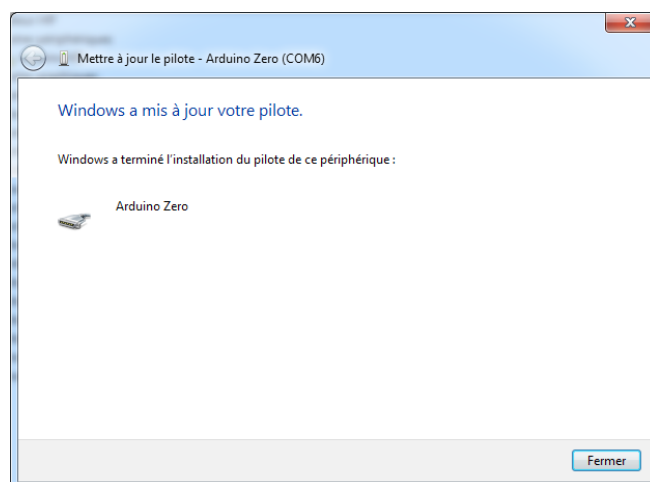 Mettre à jour le pilote - Arduino Zero (COM6)
Windows a mis à jour votre pilote.
Windows a terminé l'installation du pilote de ce périphérique :
Arduino Zero
Fermer